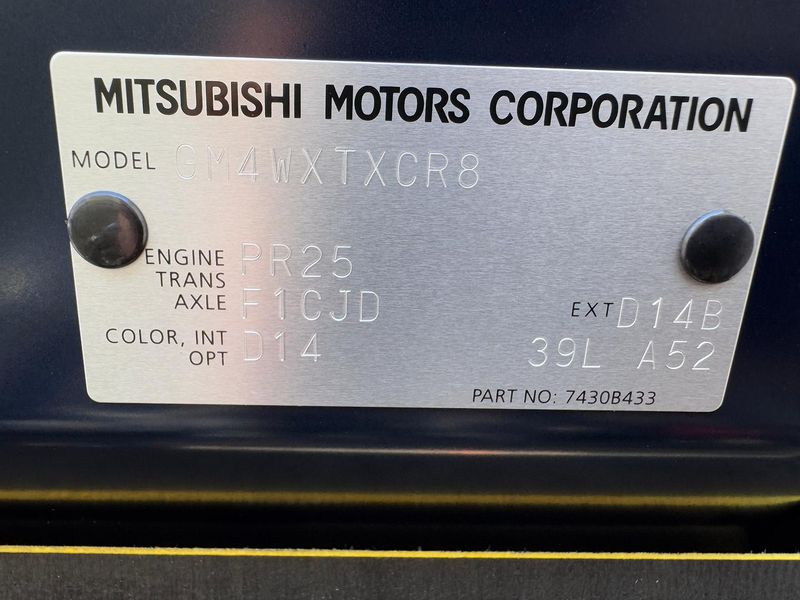 MITSUBISHI MOTORS CORPORATION
MODEL GM4WXTXCR8
ENGINE PR25
TRANS
AXLE F1CJD
EXT D14B
COLOR, INT D14
OPT 39L A52
PART NO: 7430B433